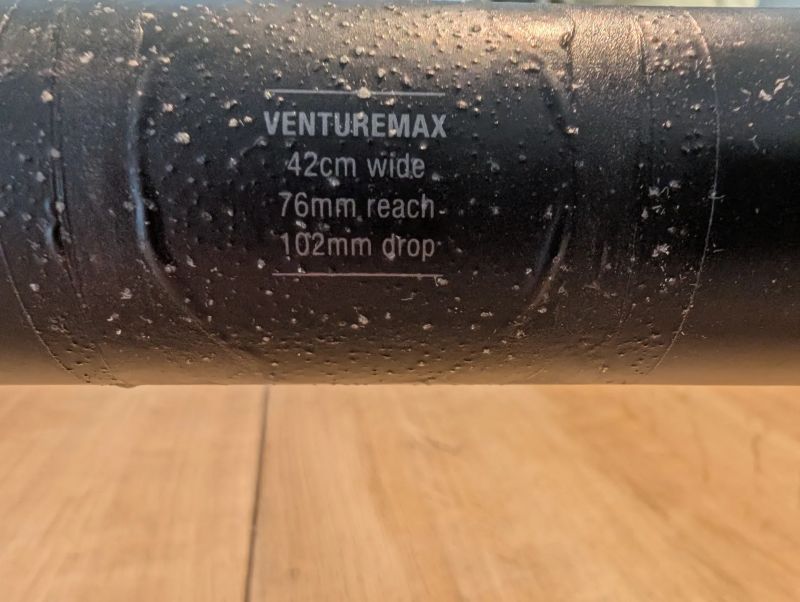 VENTUREMAX
42cm wide
76mm reach
102mm drop